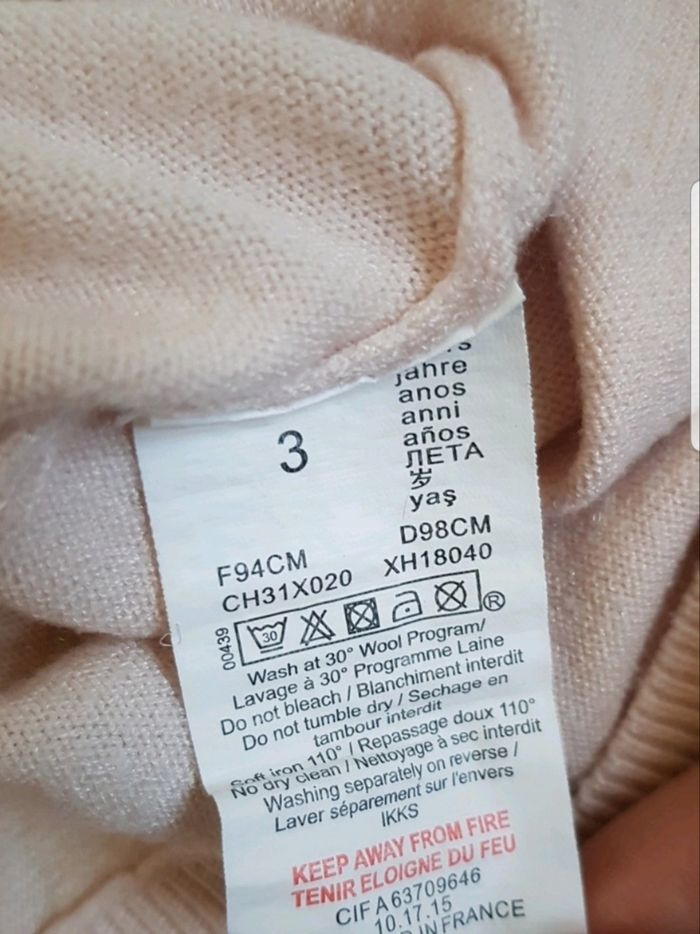 jahre
anos
anni
años
ЛЕТА
岁
yaş
3
F94CM D98CM
CH31X020 XH18040
00439
30
®
Wash at 30° Wool Program/
Lavage à 30° Programme Laine
Do not bleach / Blanchiment interdit
Do not tumble dry / Sechage en
tambour interdit
Soft iron 110° / Repassage doux 110°
No dry clean / Nettoyage à sec interdit
Washing separately on reverse /
Laver séparement sur l'envers
IKKS
KEEP AWAY FROM FIRE
TENIR ELOIGNE DU FEU
CIF A63709646
10.17.15
IN FRANCE